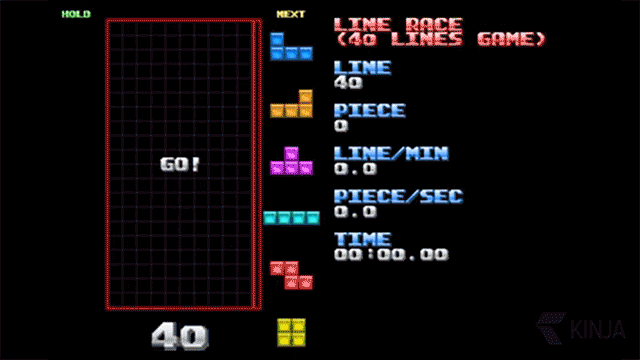 HOLD
NEXT
LINE RACE
(40 LINES GAME)
LINE
40
PIECE
0
LINE/MIN
0.0
PIECE/SEC
0.0
TIME
00:00.00
GO!
40
KINJA